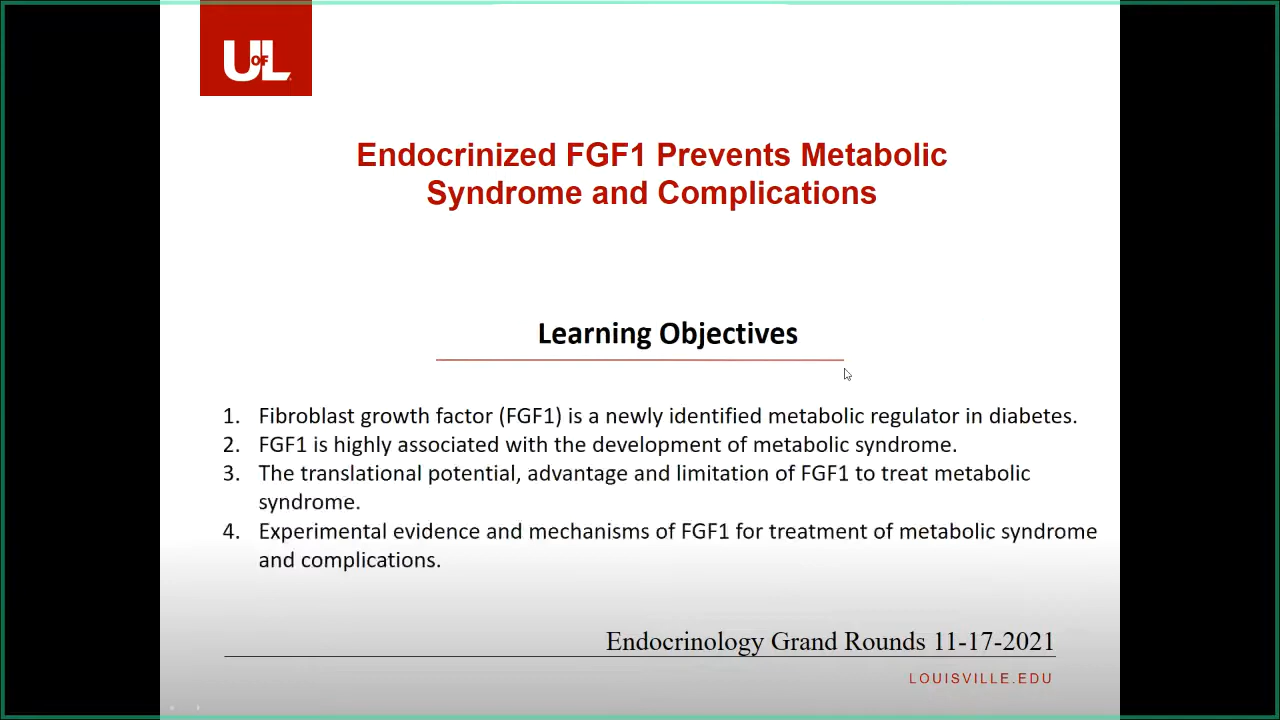 UOFL
Endocrinized FGF1 Prevents Metabolic
Syndrome and Complications
Learning Objectives
1. Fibroblast growth factor (FGF1) is a newly identified metabolic regulator in diabetes.
2. FGF1 is highly associated with the development of metabolic syndrome.
3. The translational potential, advantage and limitation of FGF1 to treat metabolic
syndrome.
4. Experimental evidence and mechanisms of FGF1 for treatment of metabolic syndrome
and complications.
Endocrinology Grand Rounds 11-17-2021
LOUISVILLE.EDU